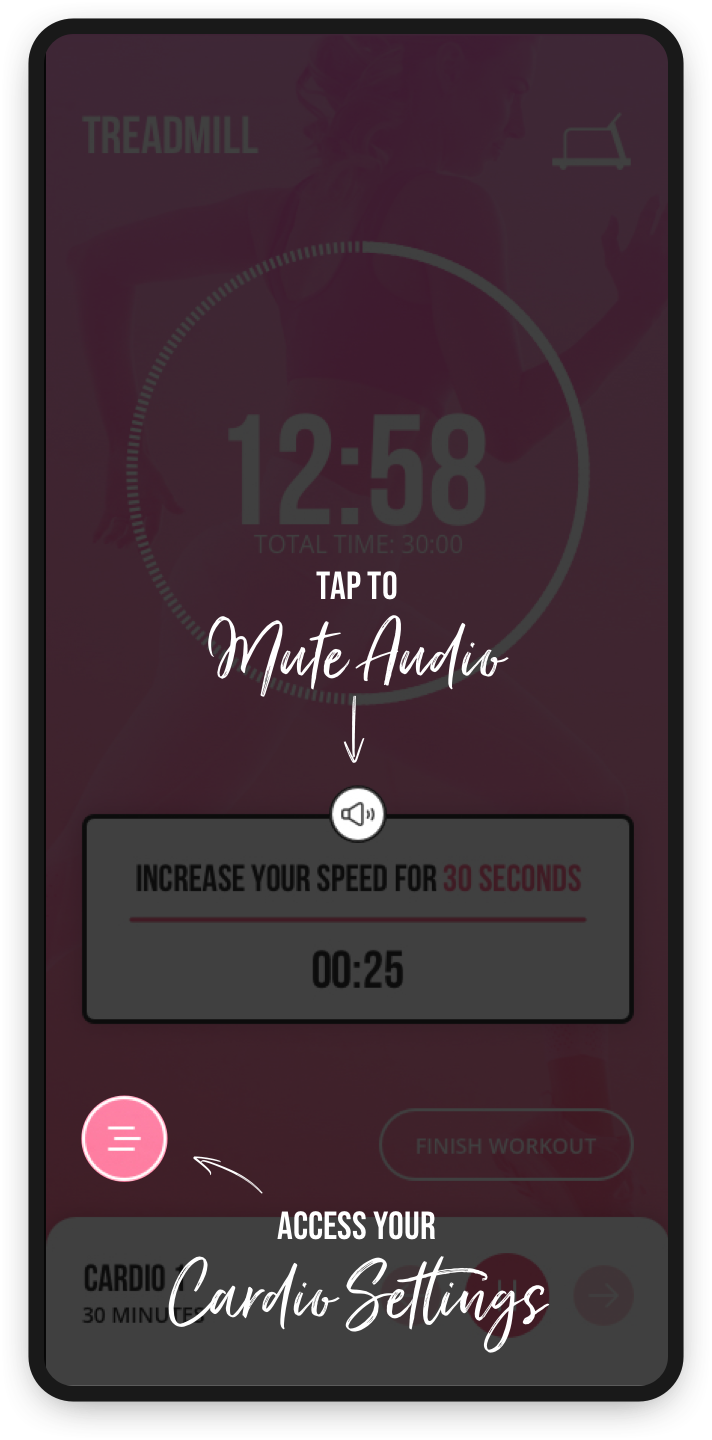 TREADMILL
12:58
TOTAL TIME: 30:00
TAP TO
Mute Audio
INCREASE YOUR SPEED FOR 30 SECONDS
00:25
FINISH WORKOUT
ACCESS YOUR
Cardio Settings
CARDIO 1
30 MINUTES